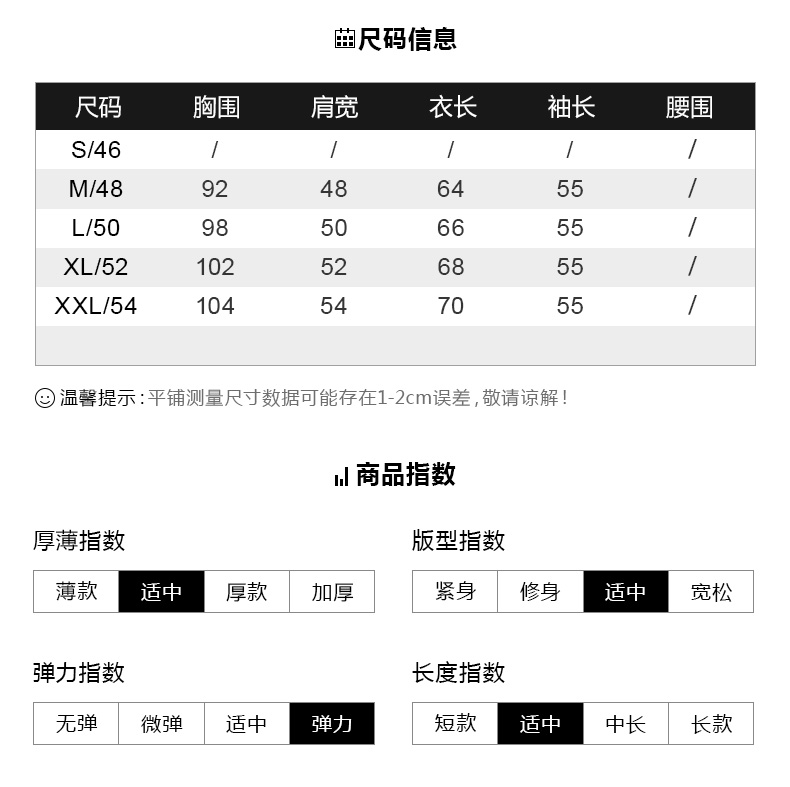 尺码信息
尺码 胸围 肩宽 衣长 袖长 腰围
S/46 / / / / /
M/48 92 48 64 55 /
L/50 98 50 66 55 /
XL/52 102 52 68 55 /
XXL/54 104 54 70 55 /
温馨提示:平铺测量尺寸数据可能存在1-2cm误差,敬请谅解!
商品指数
厚薄指数 版型指数
薄款 适中 厚款 加厚 紧身 修身 适中 宽松
弹力指数 长度指数
无弹 微弹 适中 弹力 短款 适中 中长 长款